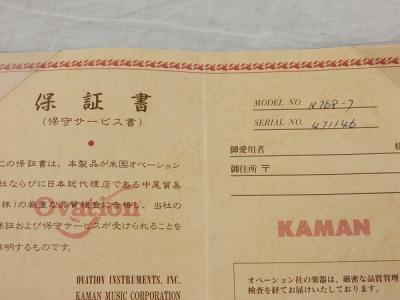 保証書
(保守サービス書)
この保証書は、本製品が米国オベーション
社ならびに日本総代理店である中尾貿易
(株)の厳重な品質検査に合格し、当社の
保証および保守サービスが受けられることを
証明するものです。
Ovation
OVATION INSTRUMENTS, INC.
KAMAN MUSIC CORPORATION
MODEL NO. N768-7
SERIAL NO. 471146
御愛用者 様
御住所 〒
KAMAN
オベーション社の楽器は、厳密な品質管理
検査を経てお届けいたしております。